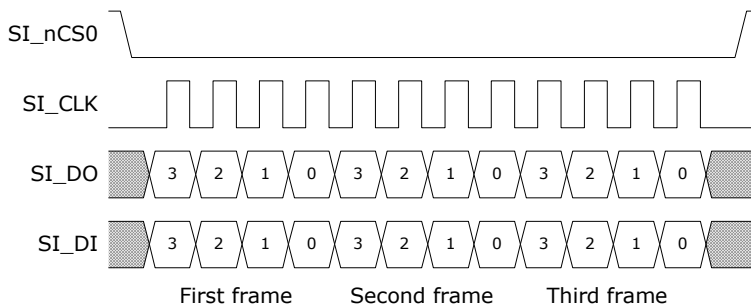 SI_nCS0
SI_CLK
SI_DO 3 2 1 0 3 2 1 0 3 2 1 0
SI_DI 3 2 1 0 3 2 1 0 3 2 1 0
First frame Second frame Third frame